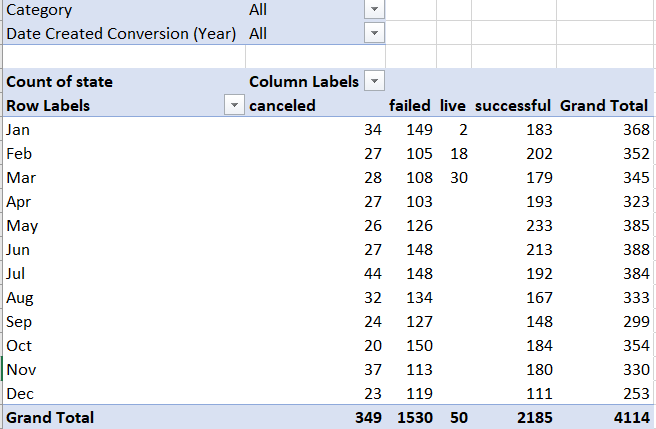 Category All
Date Created Conversion (Year) All
Count of state Column Labels
Row Labels canceled failed live successful Grand Total
Jan 34 149 2 183 368
Feb 27 105 18 202 352
Mar 28 108 30 179 345
Apr 27 103 193 323
May 26 126 233 385
Jun 27 148 213 388
Jul 44 148 192 384
Aug 32 134 167 333
Sep 24 127 148 299
Oct 20 150 184 354
Nov 37 113 180 330
Dec 23 119 111 253
Grand Total 349 1530 50 2185 4114